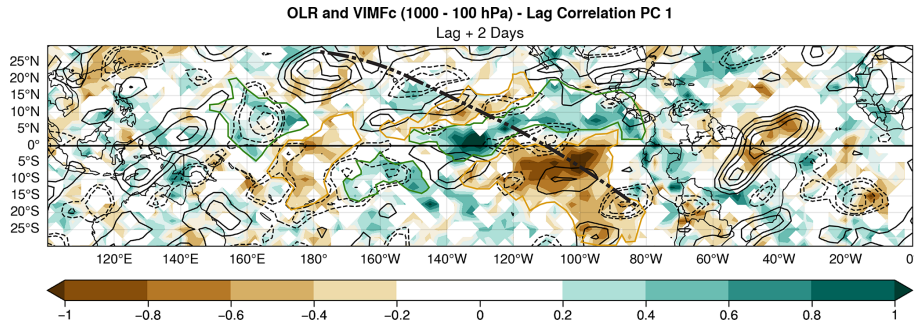 OLR and VIMFc (1000 - 100 hPa) - Lag Correlation PC 1
Lag + 2 Days
25°N
20°N
15°N
10°N
5°N
0°
5°S
10°S
15°S
20°S
25°S
120°E 140°E 160°E 180° 160°W 140°W 120°W 100°W 80°W 60°W 40°W 20°W 0
−1 −0.8 −0.6 −0.4 −0.2 0 0.2 0.4 0.6 0.8 1